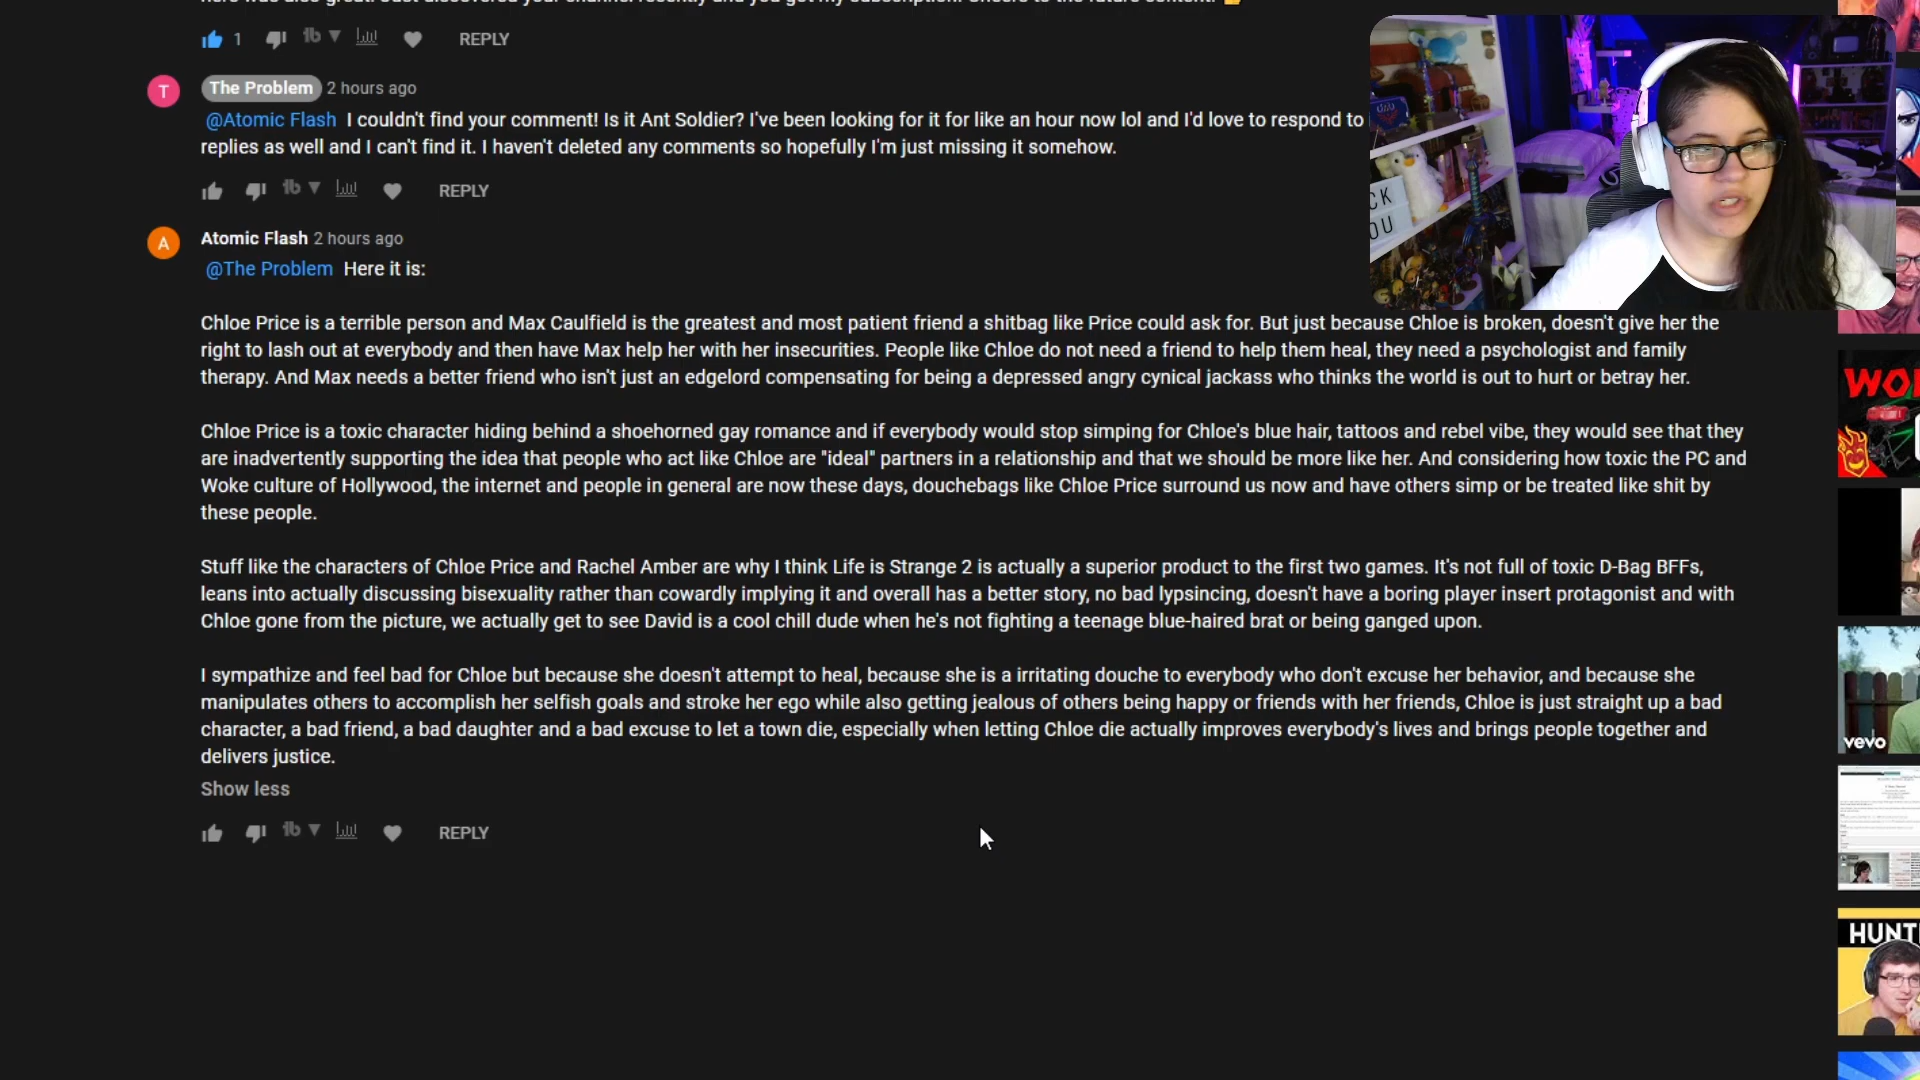 1 REPLY
T The Problem 2 hours ago
@Atomic Flash I couldn't find your comment! Is it Ant Soldier? I've been looking for it for like an hour now lol and I'd love to respond to
replies as well and I can't find it. I haven't deleted any comments so hopefully I'm just missing it somehow.
REPLY
A Atomic Flash 2 hours ago
@The Problem Here it is:
Chloe Price is a terrible person and Max Caulfield is the greatest and most patient friend a shitbag like Price could ask for. But just because Chloe is broken, doesn't give her the
right to lash out at everybody and then have Max help her with her insecurities. People like Chloe do not need a friend to help them heal, they need a psychologist and family
therapy. And Max needs a better friend who isn't just an edgelord compensating for being a depressed angry cynical jackass who thinks the world is out to hurt or betray her.
Chloe Price is a toxic character hiding behind a shoehorned gay romance and if everybody would stop simping for Chloe's blue hair, tattoos and rebel vibe, they would see that they
are inadvertently supporting the idea that people who act like Chloe are "ideal" partners in a relationship and that we should be more like her. And considering how toxic the PC and
Woke culture of Hollywood, the internet and people in general are now these days, douchebags like Chloe Price surround us now and have others simp or be treated like shit by
these people.
Stuff like the characters of Chloe Price and Rachel Amber are why I think Life is Strange 2 is actually a superior product to the first two games. It's not full of toxic D-Bag BFFs,
leans into actually discussing bisexuality rather than cowardly implying it and overall has a better story, no bad lypsincing, doesn't have a boring player insert protagonist and with
Chloe gone from the picture, we actually get to see David is a cool chill dude when he's not fighting a teenage blue-haired brat or being ganged upon.
I sympathize and feel bad for Chloe but because she doesn't attempt to heal, because she is a irritating douche to everybody who don't excuse her behavior, and because she
manipulates others to accomplish her selfish goals and stroke her ego while also getting jealous of others being happy or friends with her friends, Chloe is just straight up a bad
character, a bad friend, a bad daughter and a bad excuse to let a town die, especially when letting Chloe die actually improves everybody's lives and brings people together and
delivers justice.
Show less
REPLY
CK
OU
WO
vevo
HUNT